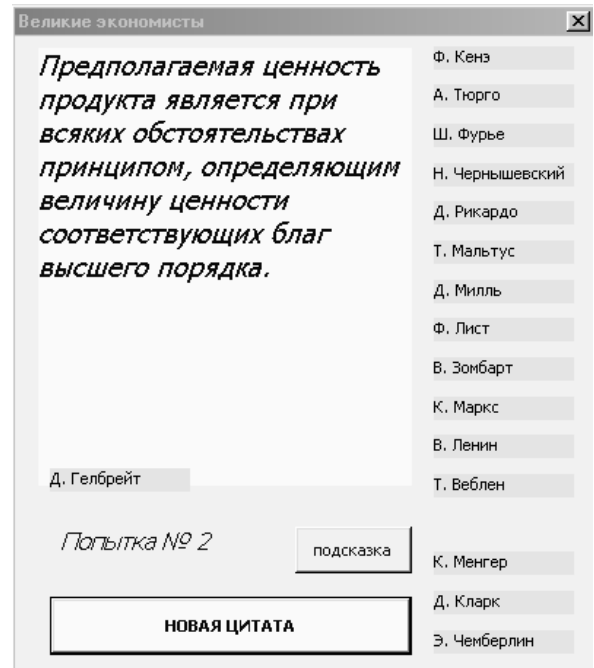 Великие экономисты
Предполагаемая ценность
продукта является при
всяких обстоятельствах
принципом, определяющим
величину ценности
соответствующих благ
высшего порядка.
Д. Гелбрейт
Попытка № 2
подсказка
НОВАЯ ЦИТАТА
Ф. Кенэ
А. Тюрго
Ш. Фурье
Н. Чернышевский
Д. Рикардо
Т. Мальтус
Д. Милль
Ф. Лист
В. Зомбарт
К. Маркс
В. Ленин
Т. Веблен
К. Менгер
Д. Кларк
Э. Чемберлин